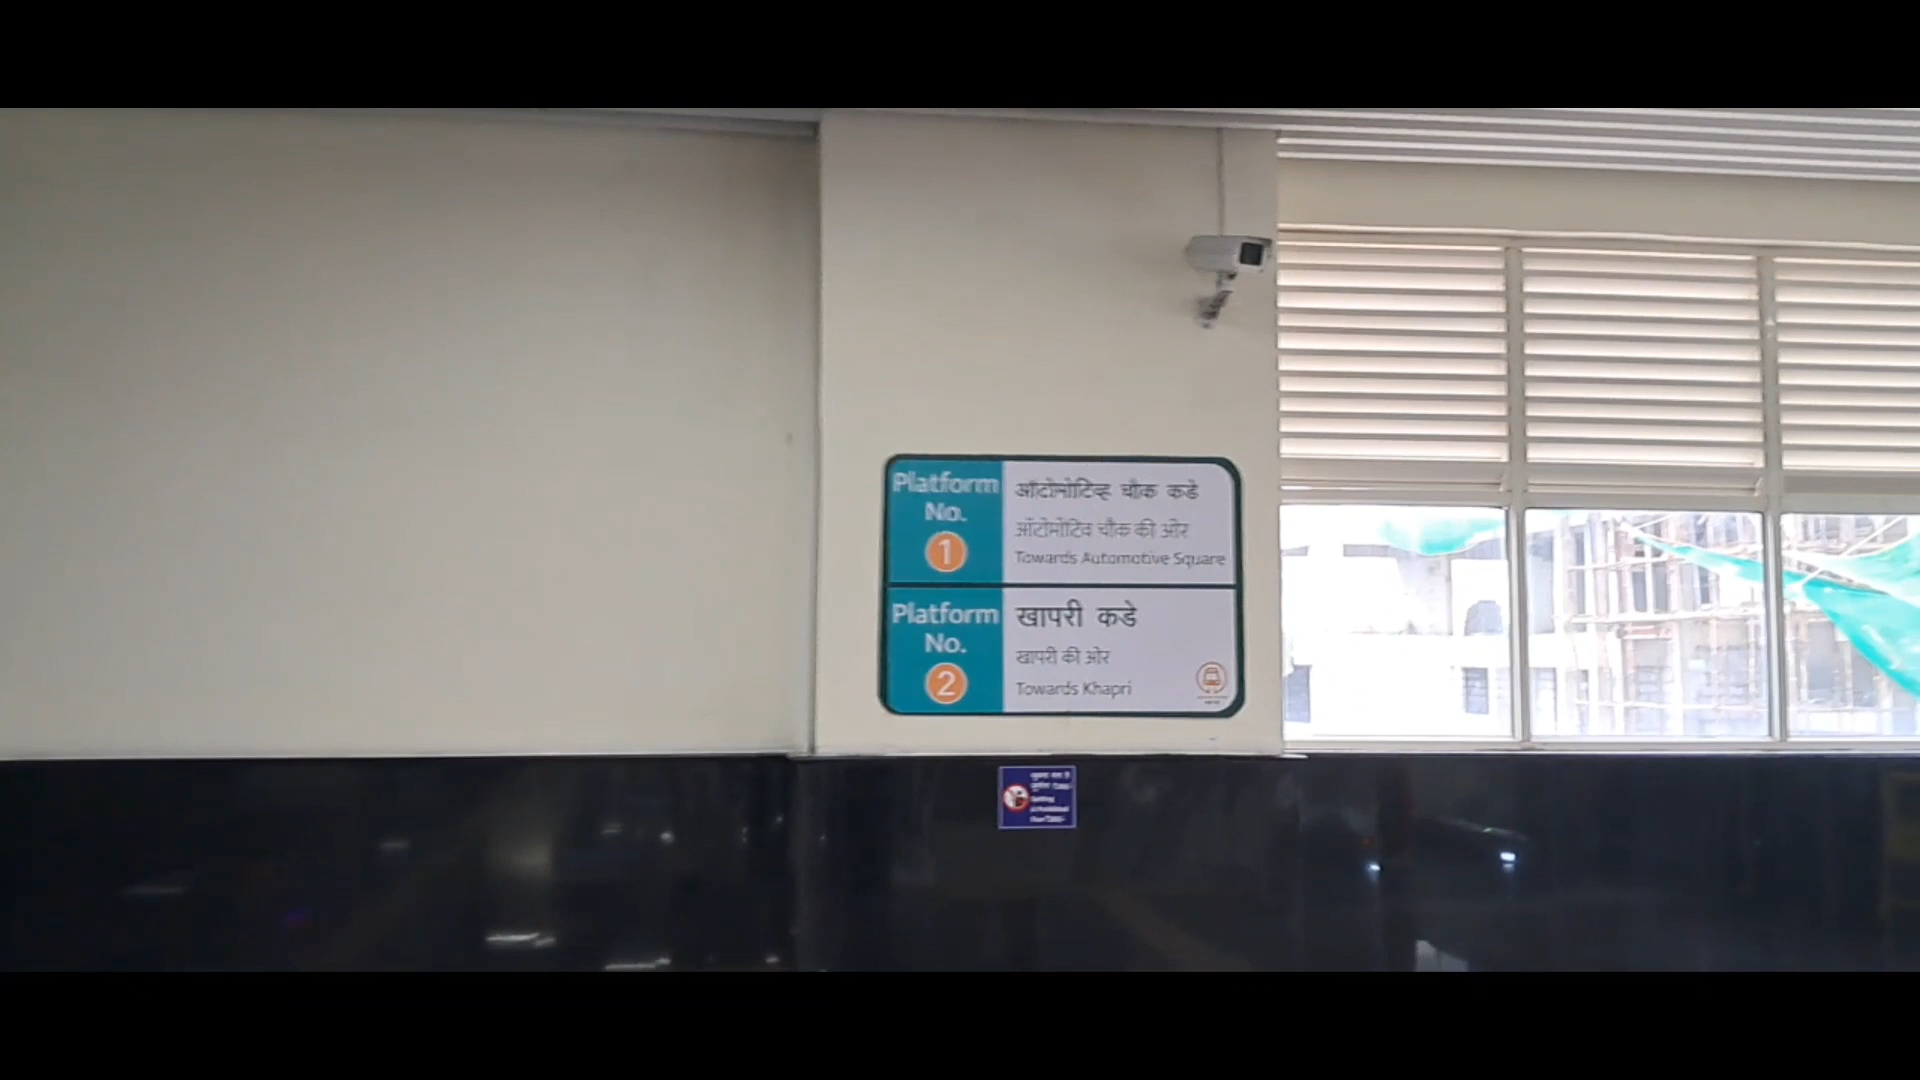 Platform
No.
1
ऑटोमोटिव्ह चौक कडे
ऑटोमोटिव चौक की ओर
Towards Automotive Square
Platform
No.
2
खापरी कडे
खापरी की ओर
Towards Khapri